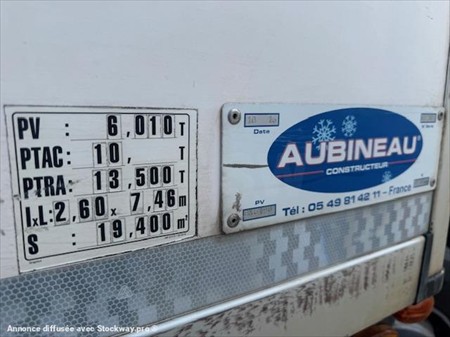 PV : 6,010 T
PTAC : 10, T
PTRA : 13,500 T
lxL: 2,60 x 7,46 m
S : 19,400 m²
Date
AUBINEAU
CONSTRUCTEUR
PV
Tél : 05 49 81 42 11 - France
Annonce diffusée avec Stockway.pro ©